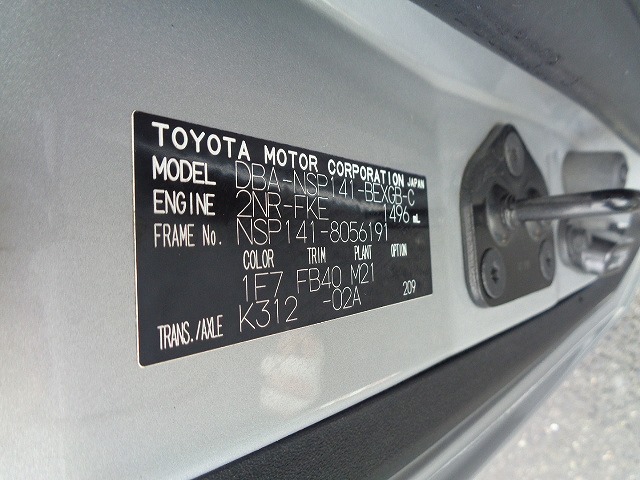 TOYOTA MOTOR CORPORATION JAPAN
MODEL DBA-NSP141-BEXGB-C
ENGINE 2NR-FKE 1496 mL
FRAME No. NSP141-8056191
COLOR TRIM PLANT OPTION
1E7 FB40 M21
TRANS./AXLE K312 -02A 209